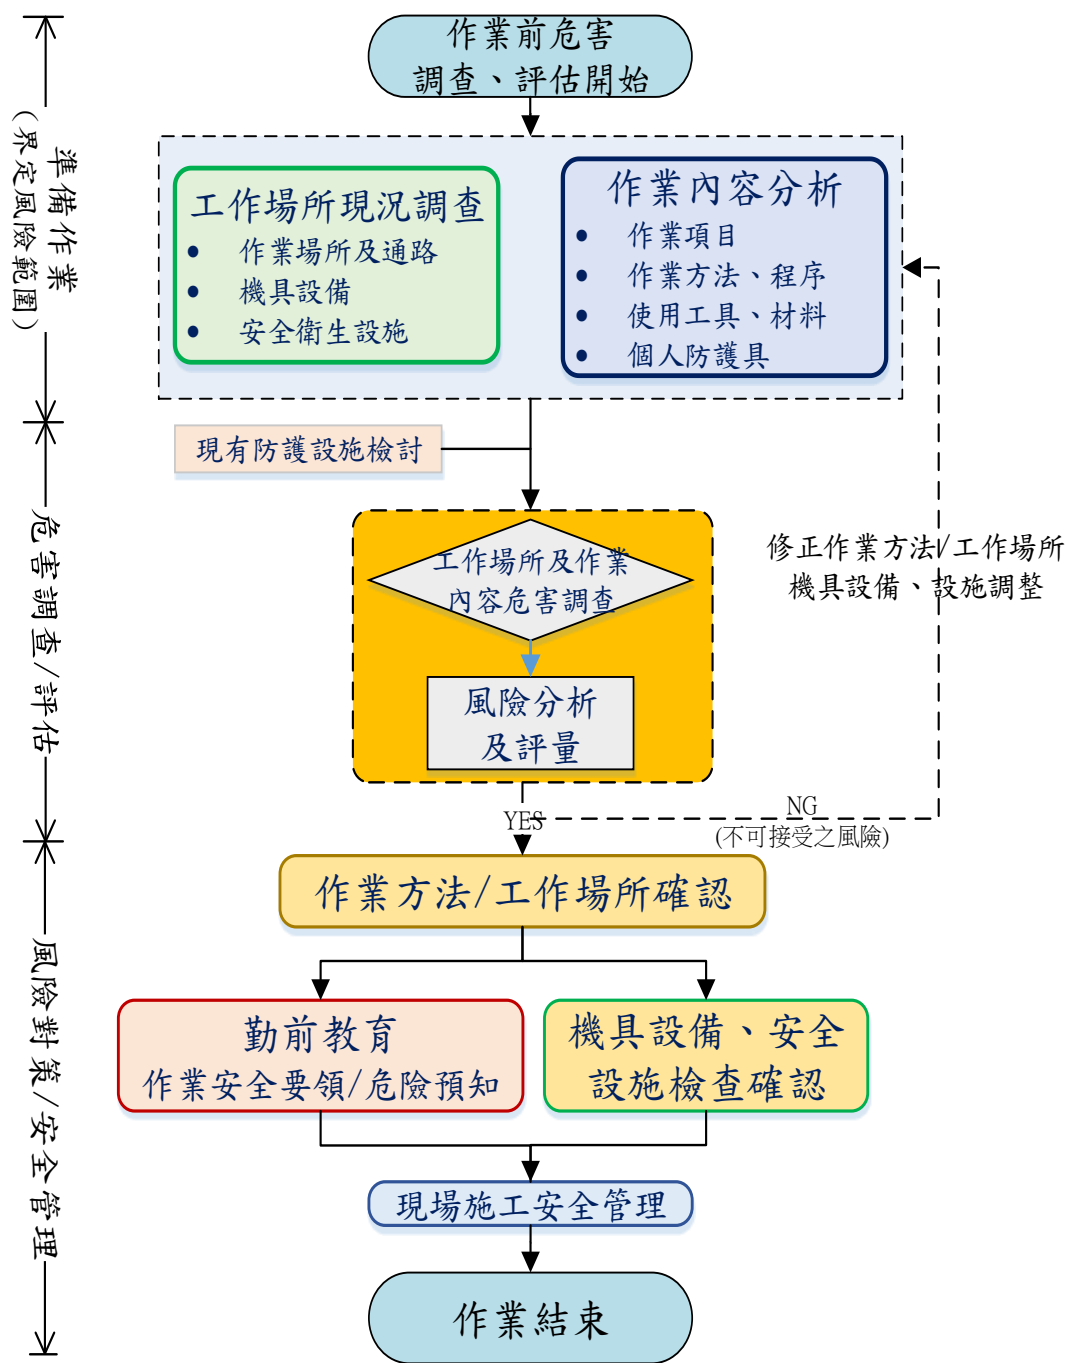 作業前危害
調查、評估開始
準備作業
(界定風險範圍)
工作場所現況調查
• 作業場所及通路
• 機具設備
• 安全衛生設施
作業內容分析
• 作業項目
• 作業方法、程序
• 使用工具、材料
• 個人防護具
現有防護設施檢討
危害調查/評估
工作場所及作業
內容危害調查
風險分析
及評量
修正作業方法/工作場所
機具設備、設施調整
YES
NG
(不可接受之風險)
風險對策/安全管理
作業方法/工作場所確認
勤前教育
作業安全要領/危險預知
機具設備、安全
設施檢查確認
現場施工安全管理
作業結束